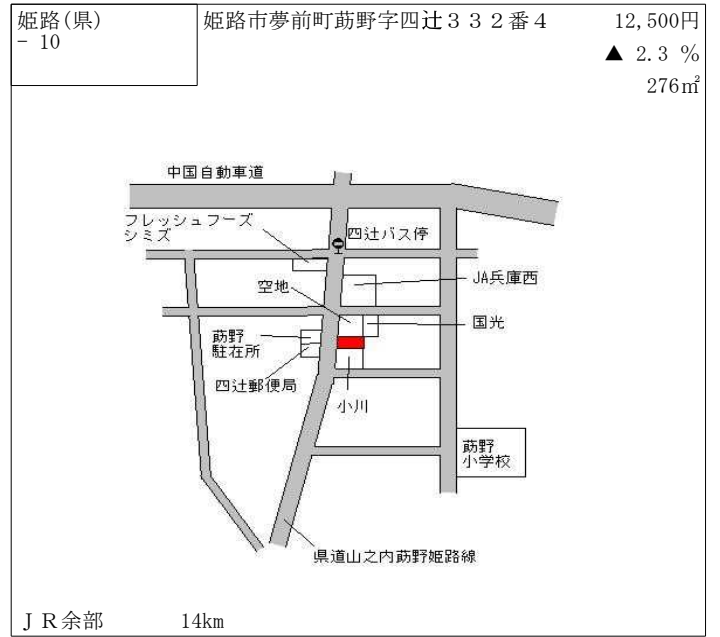 姫路(県)
- 10
姫路市夢前町莇野字四辻３３２番４
12,500円
▲ 2.3 %
276㎡
中国自動車道
フレッシュフーズ
シミズ
四辻バス停
空地
JA兵庫西
国光
莇野
駐在所
四辻郵便局
小川
莇野
小学校
県道山之内莇野姫路線
ＪＲ余部
14km